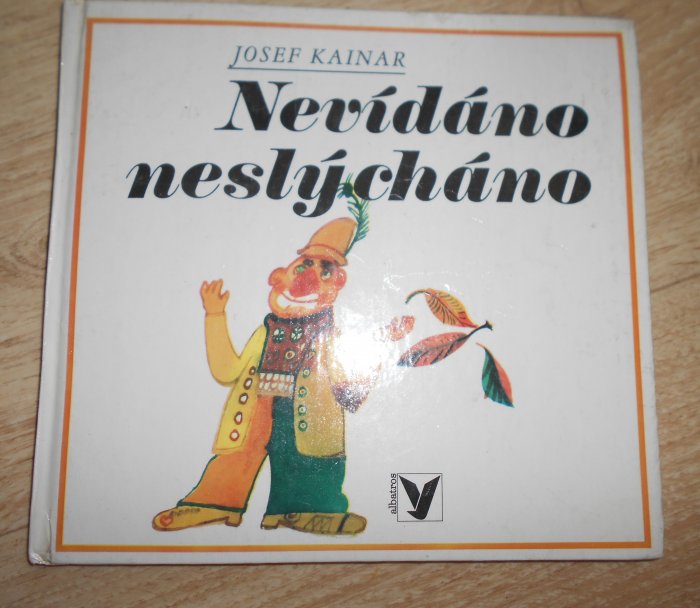 JOSEF KAINAR
Nevídáno
neslýcháno
albatros